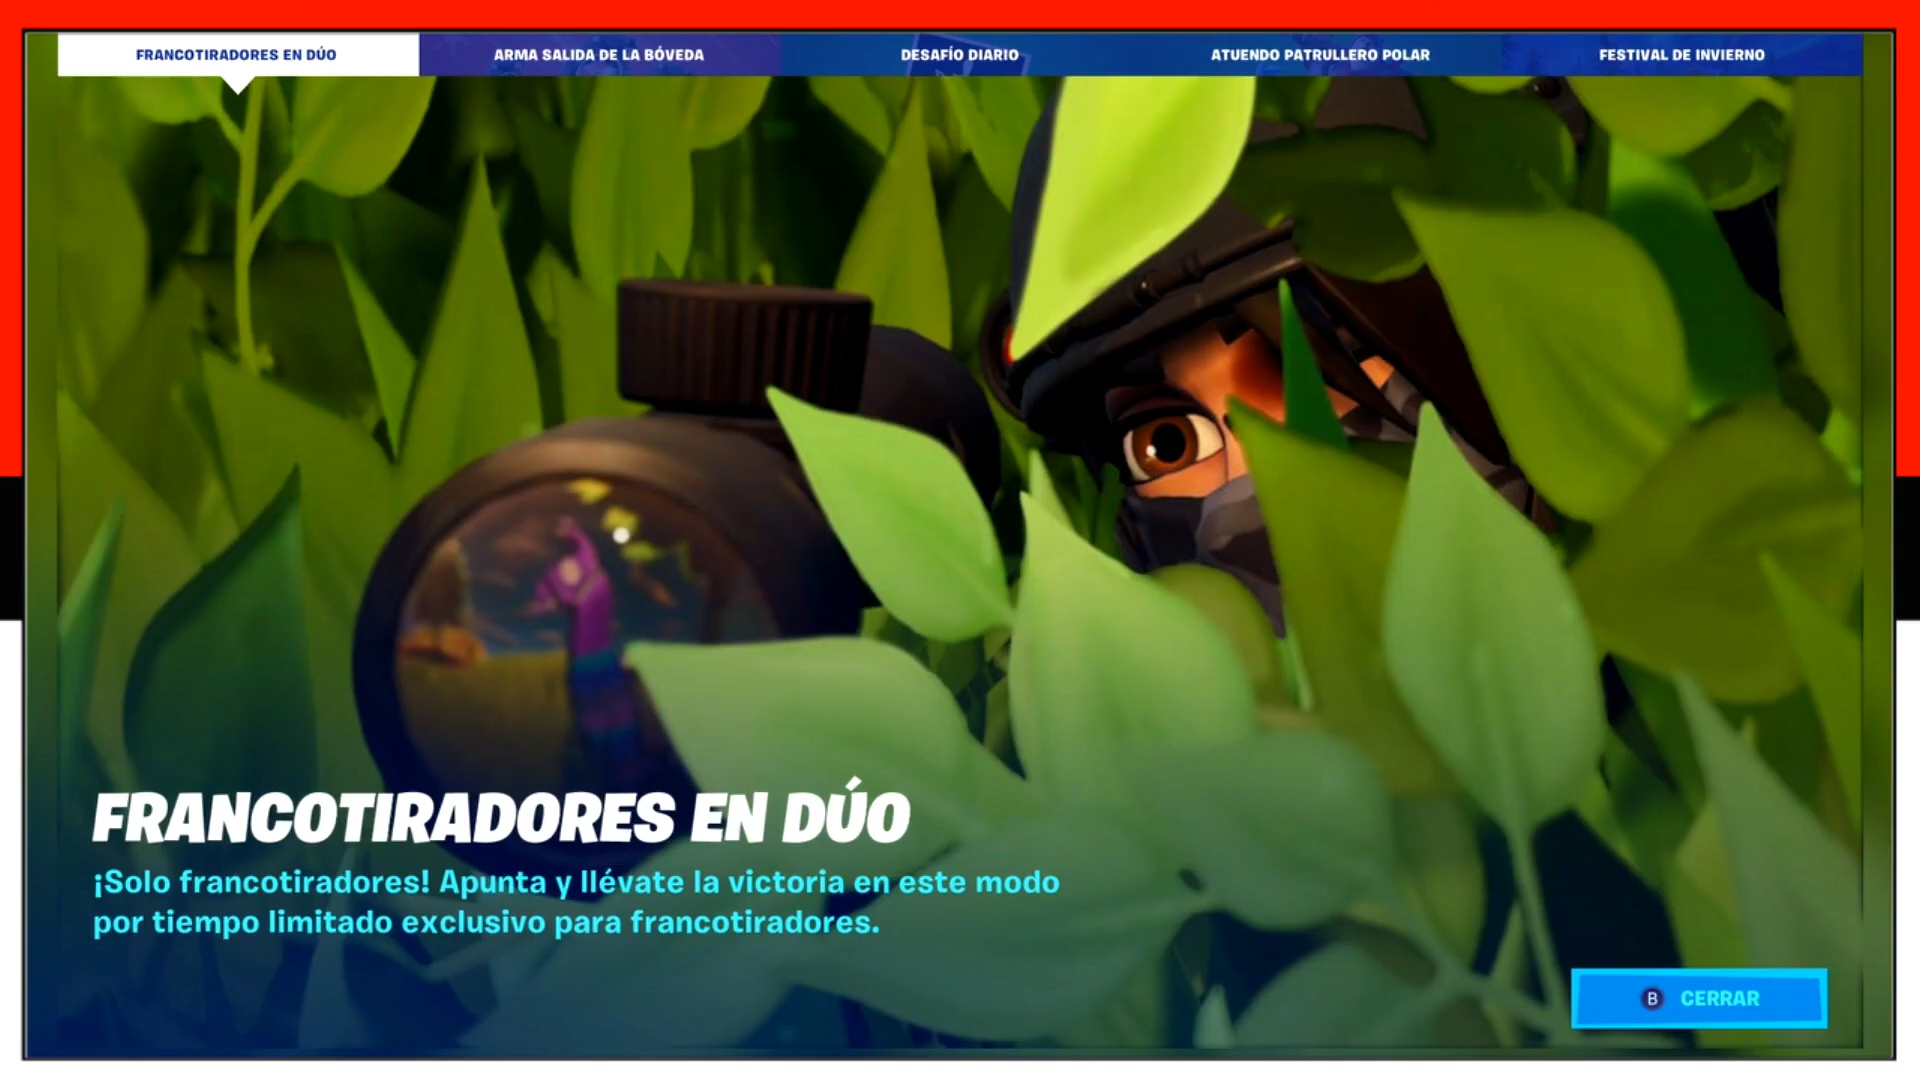 FRANCOTIRADORES EN DÚO
ARMA SALIDA DE LA BÓVEDA
DESAFÍO DIARIO
ATUENDO PATRULLERO POLAR
FESTIVAL DE INVIERNO
FRANCOTIRADORES EN DÚO
¡Solo francotiradores! Apunta y llévate la victoria en este modo
por tiempo limitado exclusivo para francotiradores.
B CERRAR